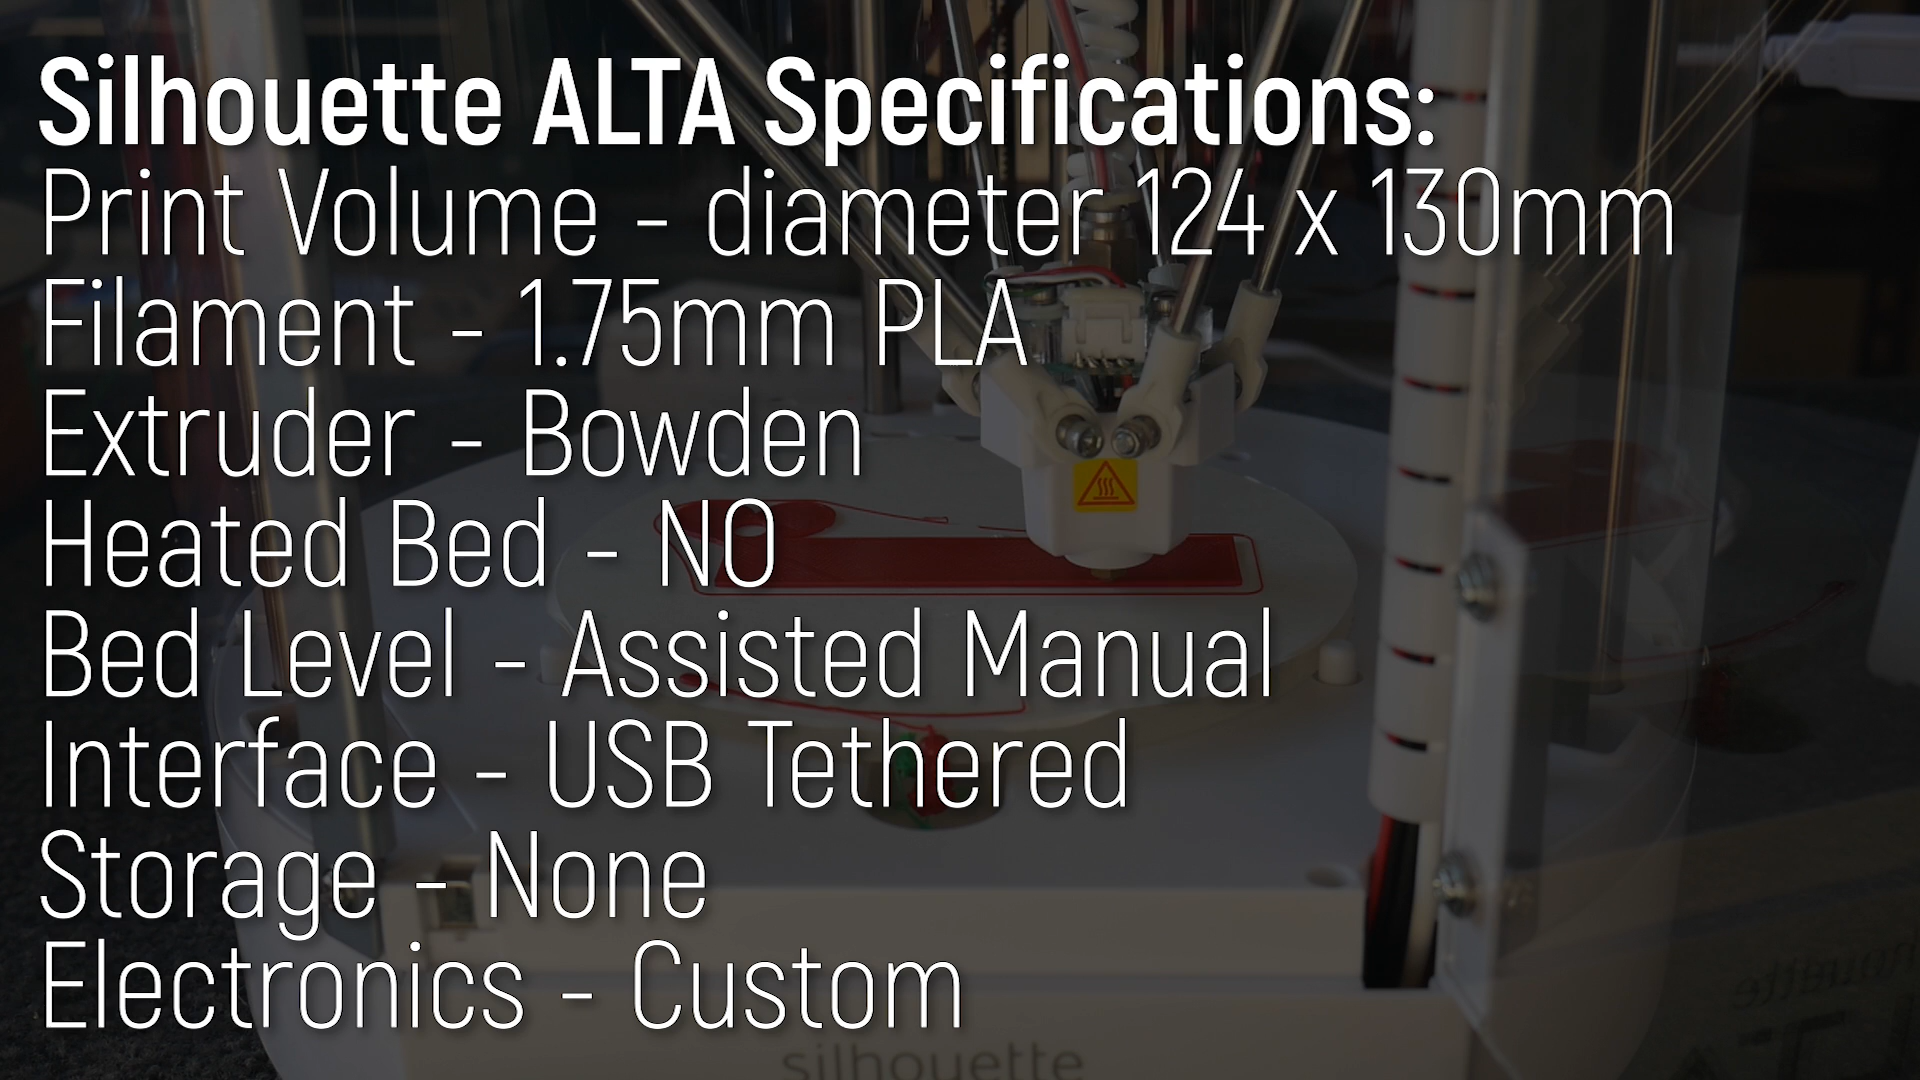 Silhouette ALTA Specifications:
Print Volume - diameter 124 x 130mm
Filament - 1.75mm PLA
Extruder - Bowden
Heated Bed - NO
Bed Level - Assisted Manual
Interface - USB Tethered
Storage - None
Electronics - Custom
silhouette